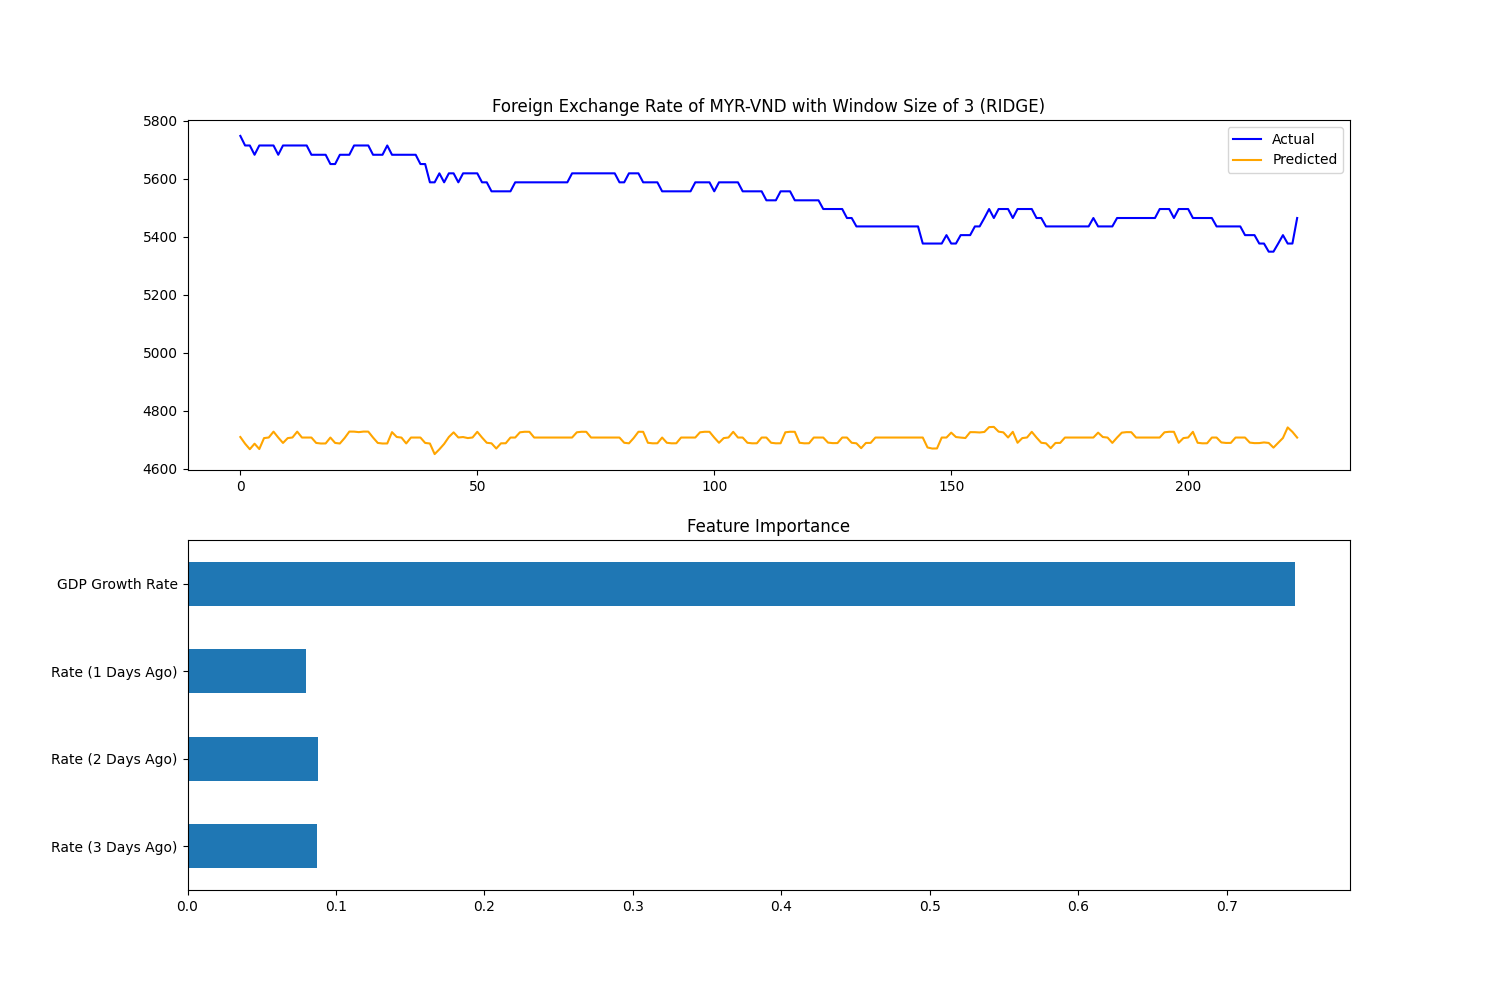 Foreign Exchange Rate of MYR-VND with Window Size of 3 (RIDGE)
5800
5600
5400
5200
5000
4800
4600
Actual
Predicted
0 50 100 150 200
Feature Importance
GDP Growth Rate
Rate (1 Days Ago)
Rate (2 Days Ago)
Rate (3 Days Ago)
0.0 0.1 0.2 0.3 0.4 0.5 0.6 0.7